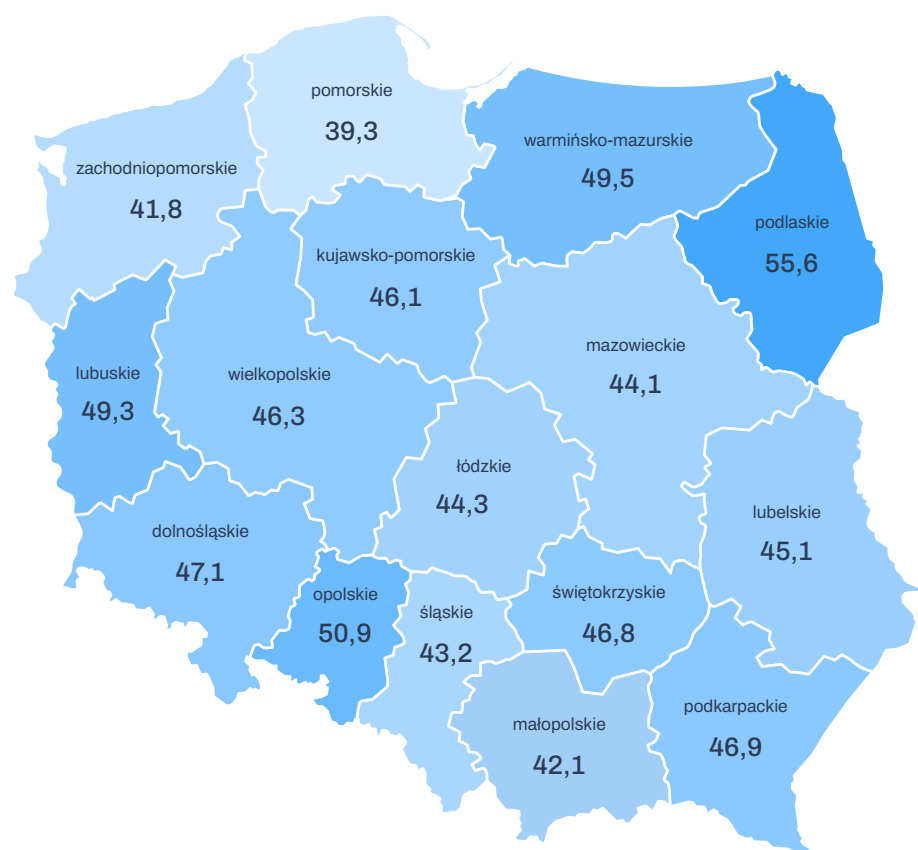 pomorskie
39,3
warmińsko-mazurskie
49,5
zachodniopomorskie
41,8
podlaskie
55,6
kujawsko-pomorskie
46,1
mazowieckie
44,1
lubuskie
49,3
wielkopolskie
46,3
łódzkie
44,3
lubelskie
45,1
dolnośląskie
47,1
opolskie
50,9
śląskie
43,2
świętokrzyskie
46,8
małopolskie
42,1
podkarpackie
46,9